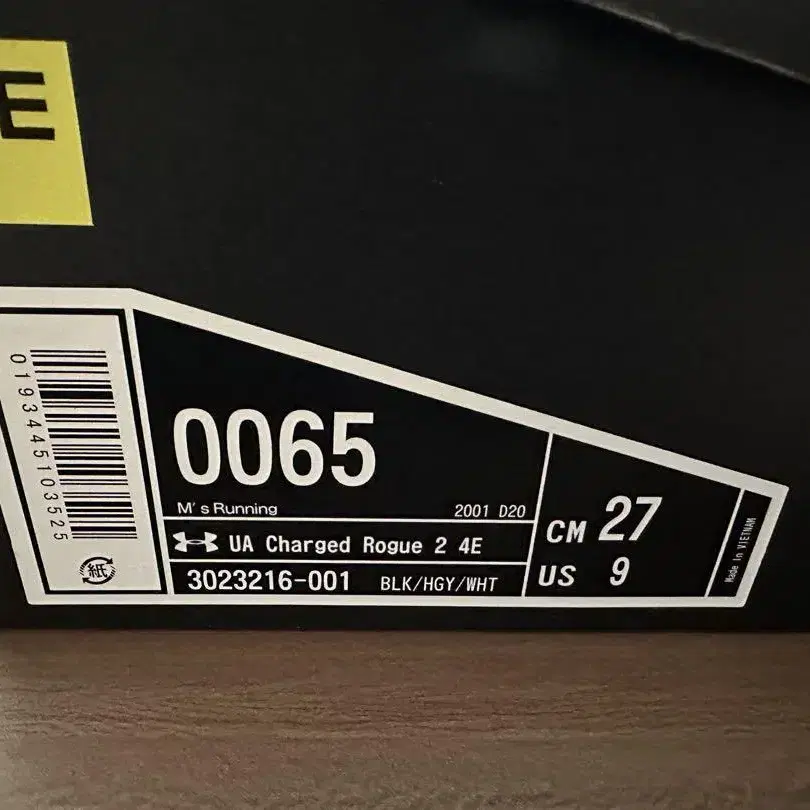 E
0193445103525
紙
0065
M's Running 2001 D20
UA Charged Rogue 2 4E
3023216-001 BLK/HGY/WHT
CM 27
US 9
Made In VIETNAM